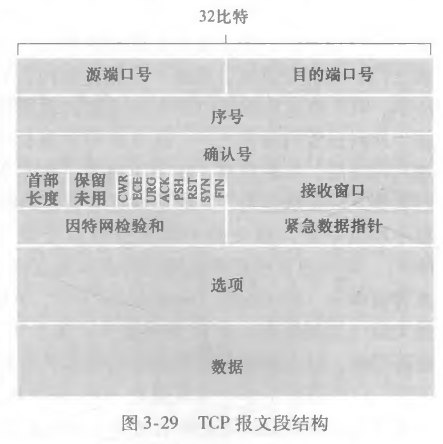 32比特
源端口号 目的端口号
序号
确认号
首部长度 保留未用 CWR ECE URG ACK PSH RST SYN FIN 接收窗口
因特网检验和 紧急数据指针
选项
数据
图 3-29 TCP 报文段结构